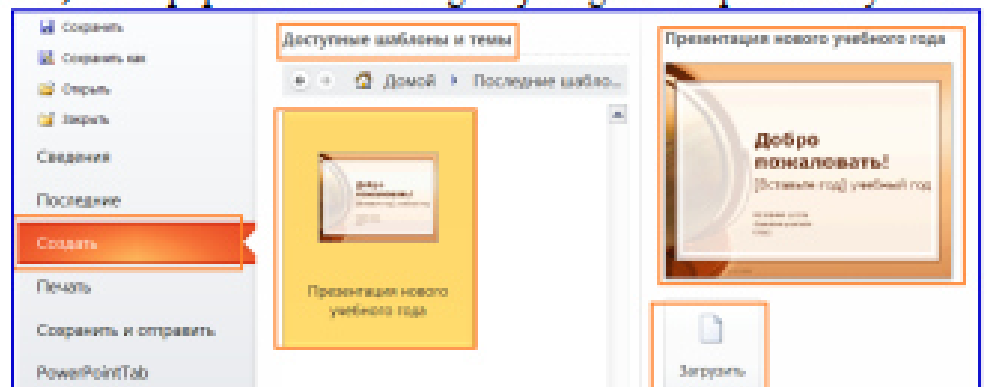 Сохранить
Сохранить как
Открыть
Закрыть
Сведения
Последние
Создать
Печать
Сохранить и отправить
PowerPointTab
Доступные шаблоны и темы
Домой
Последние шабло...
Презентация нового
учебного года
Презентация нового учебного года
Добро
пожаловать!
[Вставьте год] учебный год
Загрузить